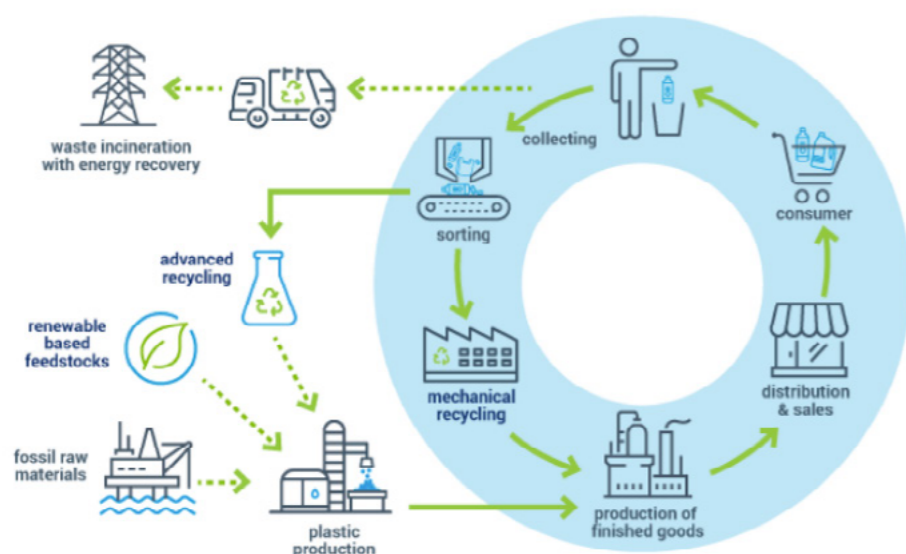 waste incineration
with energy recovery
collecting
sorting
consumer
advanced
recycling
renewable
based
feedstocks
mechanical
recycling
distribution
& sales
fossil raw
materials
plastic
production
production of
finished goods